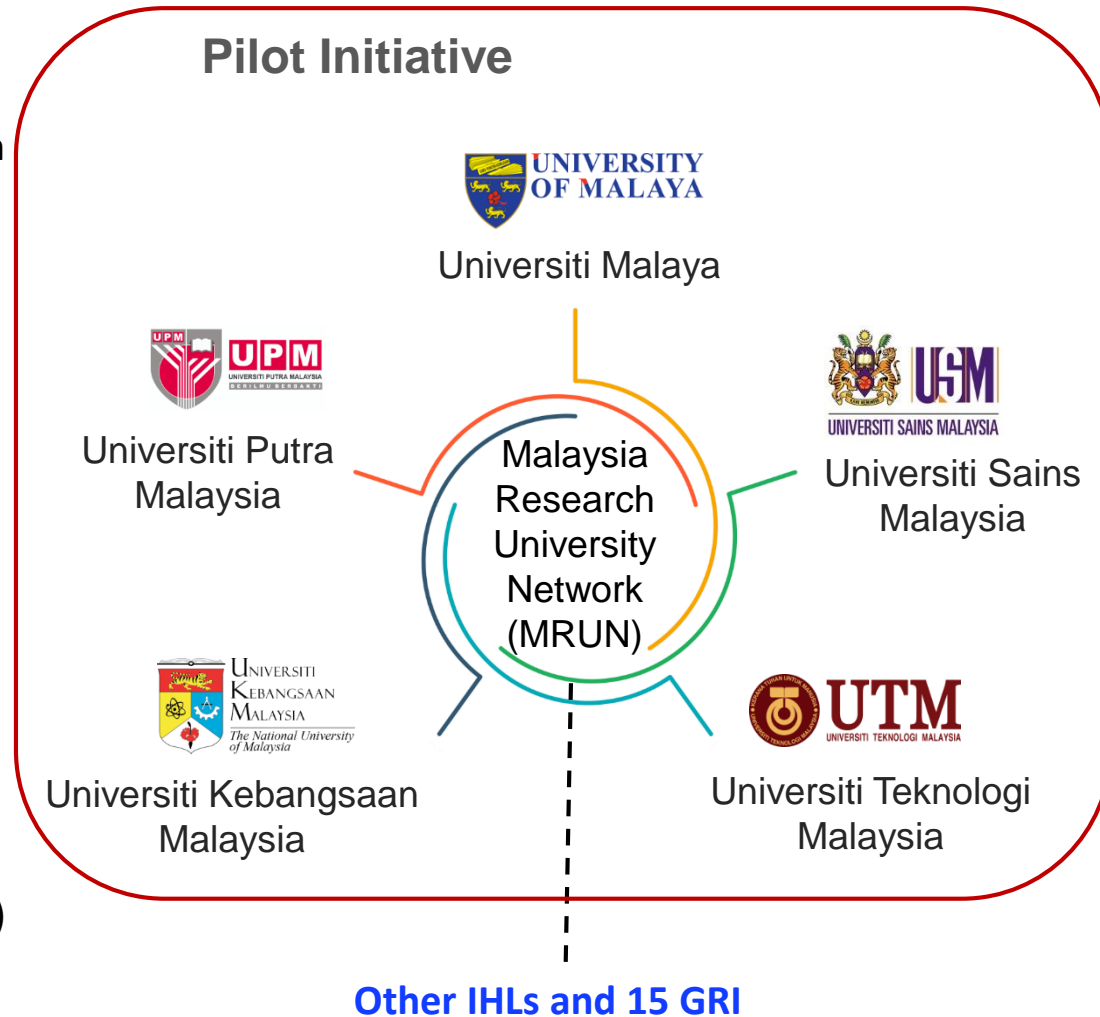 Pilot Initiative
n
UNIVERSITY
OF MALAYA
Universiti Malaya
UPM
UPM
UNIVERSITI PUTRA MALAYSIA
BERILMU BERBAKTI
Universiti Putra
Malaysia
USM
UNIVERSITI SAINS MALAYSIA
Universiti Sains
Malaysia
Malaysia
Research
University
Network
(MRUN)
UNIVERSITI
KEBANGSAAN
MALAYSIA
The National University
of Malaysia
Universiti Kebangsaan
Malaysia
UTM
UNIVERSITI TEKNOLOGI MALAYSIA
Universiti Teknologi
Malaysia
)
Other IHLs and 15 GRI